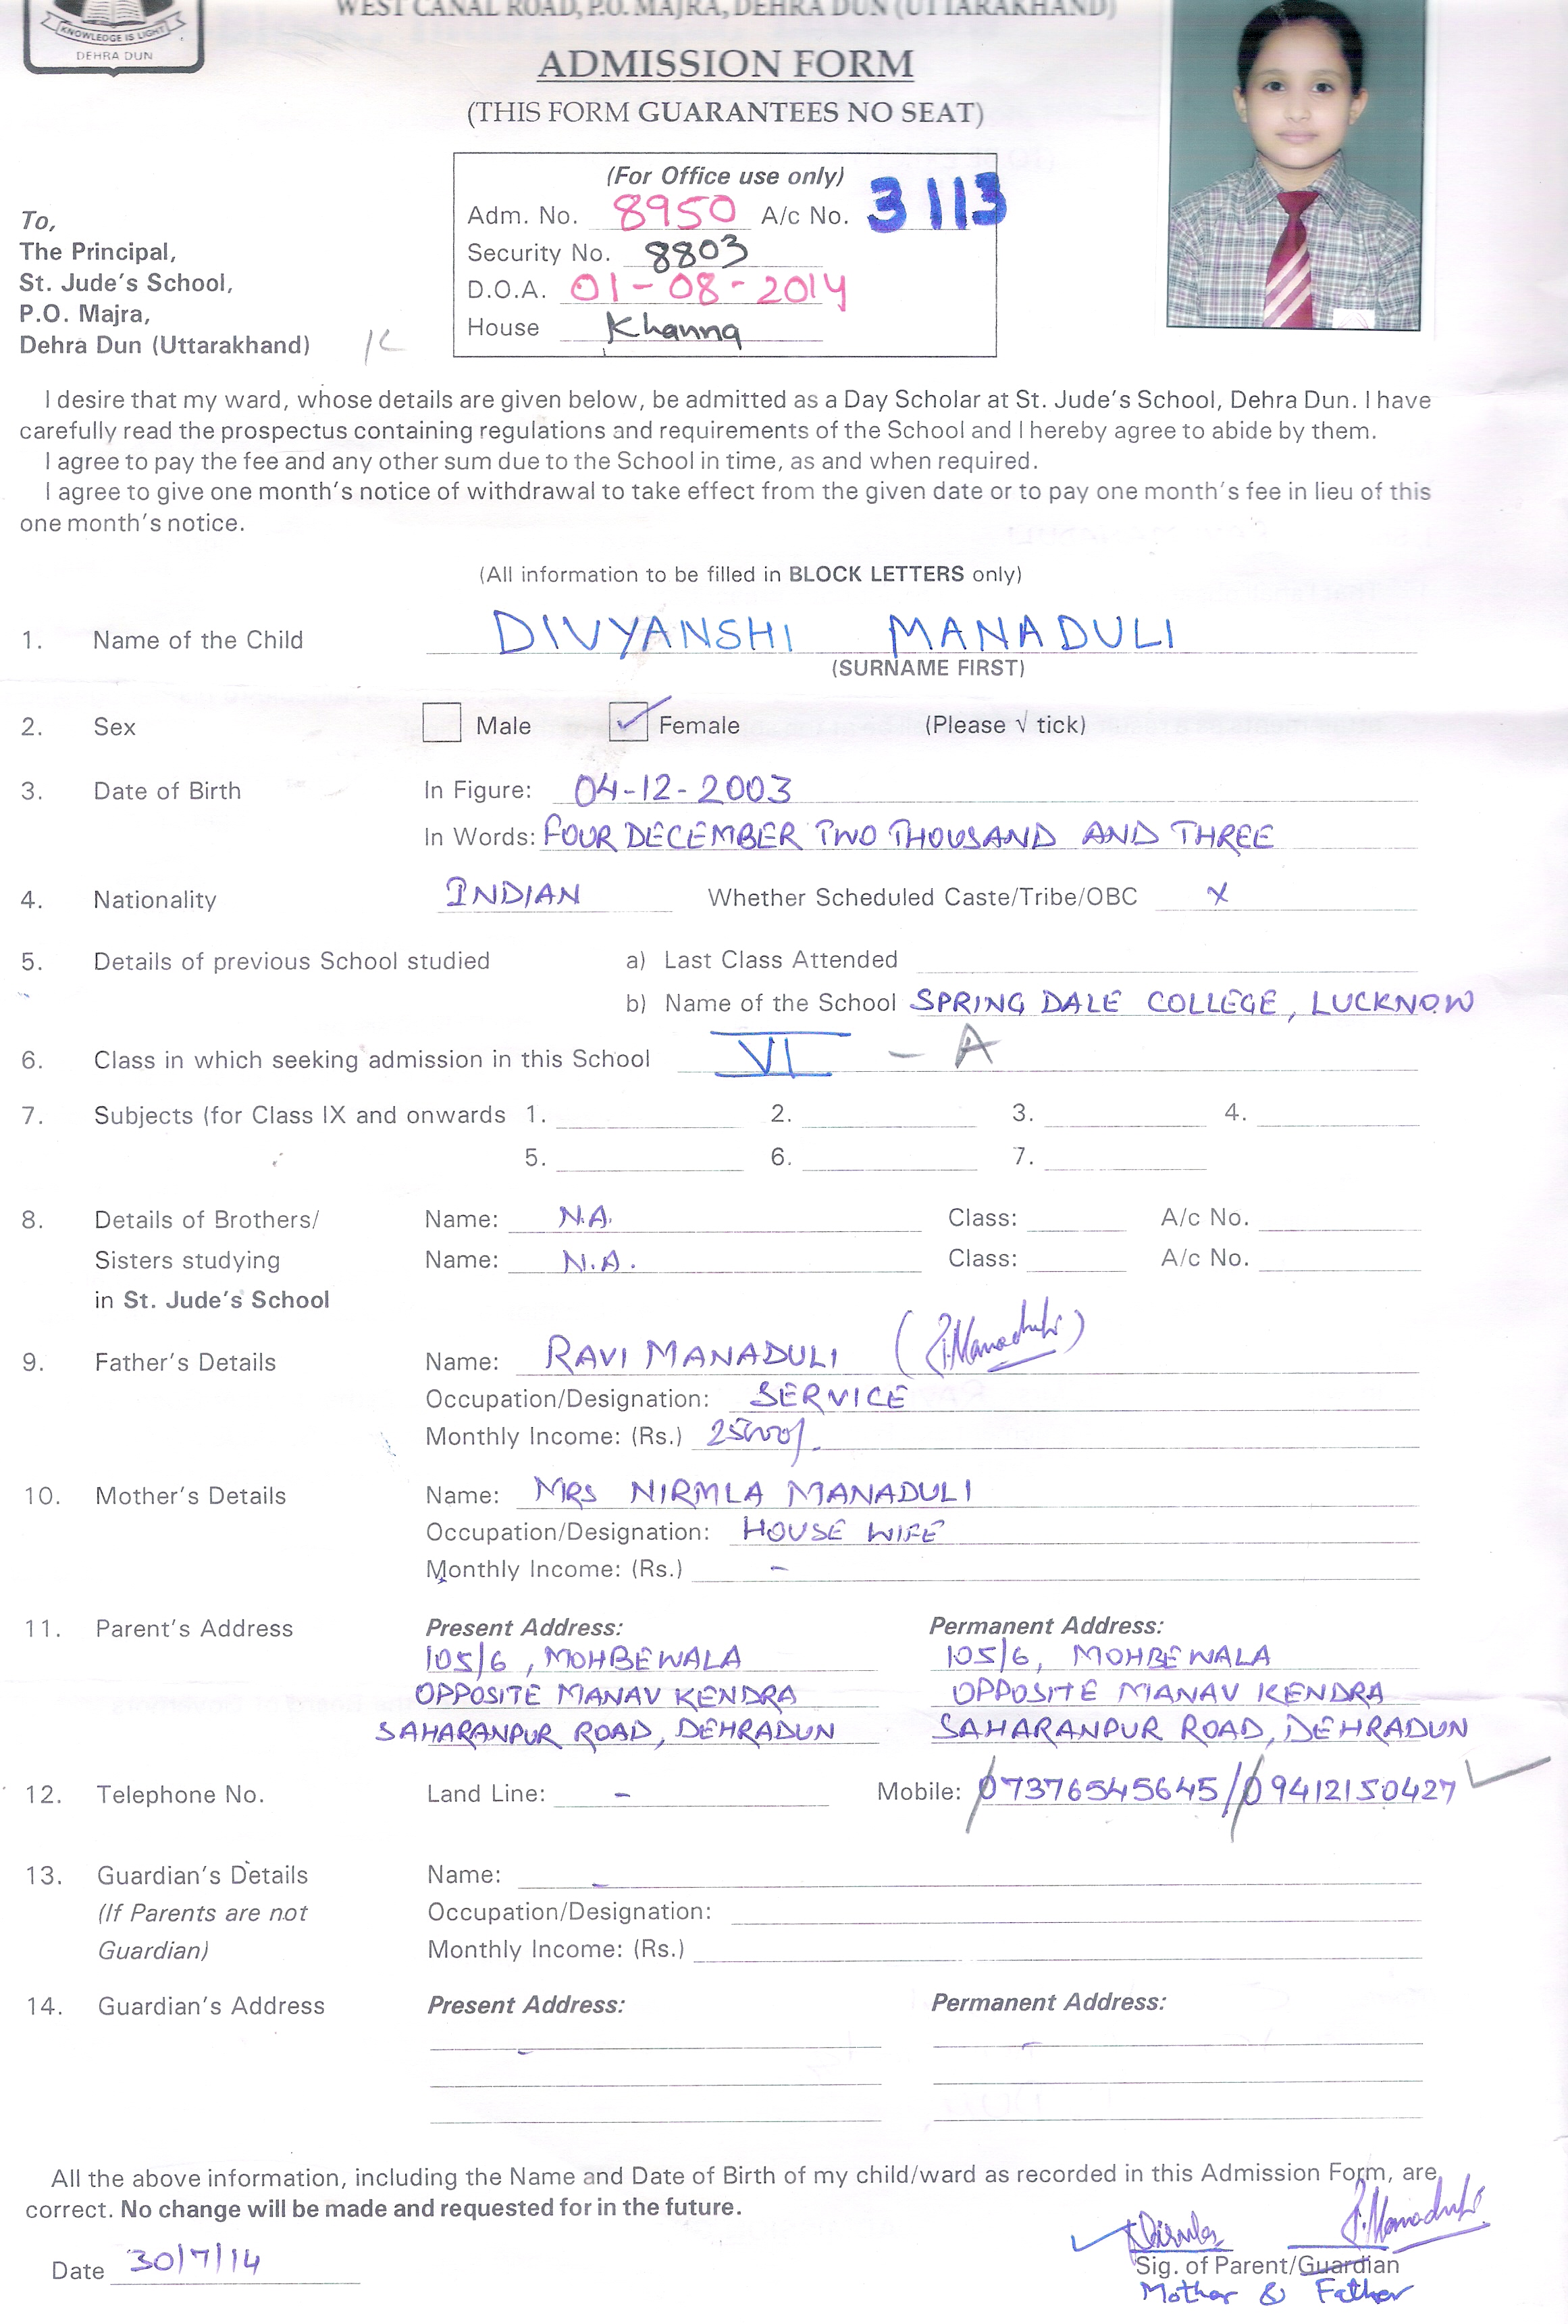 KNOWLEDGE IS LIGHT
DEHRA DUN
WEST CANAL ROAD, P.O. MAJRA, DEHRA DUN (UTTARAKHAND)
ADMISSION FORM
(THIS FORM GUARANTEES NO SEAT)
(For Office use only)
Adm. No. 8950 A/c No. 3113
Security No. 8803
D.O.A. 01-08-2014
House Khanna
To,
The Principal,
St. Jude's School,
P.O. Majra,
Dehra Dun (Uttarakhand)
I desire that my ward, whose details are given below, be admitted as a Day Scholar at St. Jude's School, Dehra Dun. I have
carefully read the prospectus containing regulations and requirements of the School and I hereby agree to abide by them.
I agree to pay the fee and any other sum due to the School in time, as and when required.
I agree to give one month's notice of withdrawal to take effect from the given date or to pay one month's fee in lieu of this
one month's notice.
(All information to be filled in BLOCK LETTERS only)
1. Name of the Child DIVYANSHI MANADULI
(SURNAME FIRST)
2. Sex Male Female (Please √ tick)
3. Date of Birth In Figure: 04-12-2003
In Words: FOUR DECEMBER TWO THOUSAND AND THREE
4. Nationality INDIAN Whether Scheduled Caste/Tribe/OBC x
5. Details of previous School studied a) Last Class Attended
b) Name of the School SPRING DALE COLLEGE, LUCKNOW
6. Class in which seeking admission in this School VI - A
7. Subjects (for Class IX and onwards 1. 2. 3. 4.
5. 6. 7.
8. Details of Brothers/ Name: N.A. Class: A/c No.
Sisters studying Name: N.A. Class: A/c No.
in St. Jude's School
9. Father's Details Name: RAVI MANADULI (R.Manaduli)
Occupation/Designation: SERVICE
Monthly Income: (Rs.) 25000/-
10. Mother's Details Name: MRS NIRMLA MANADULI
Occupation/Designation: HOUSE WIFE
Monthly Income: (Rs.) -
11. Parent's Address Present Address: Permanent Address:
105/6, MOHBEWALA 105/6, MOHBEWALA
OPPOSITE MANAV KENDRA OPPOSITE MANAV KENDRA
SAHARANPUR ROAD, DEHRADUN SAHARANPUR ROAD, DEHRADUN
12. Telephone No. Land Line: - Mobile: 07376545645/09412150427
13. Guardian's Details Name: -
(If Parents are not Occupation/Designation:
Guardian) Monthly Income: (Rs.)
14. Guardian's Address Present Address: Permanent Address:
- -
All the above information, including the Name and Date of Birth of my child/ward as recorded in this Admission Form, are
correct. No change will be made and requested for in the future.
Nirmla R.Manaduli
Date 30/7/14 Sig. of Parent/Guardian
Mother & Father